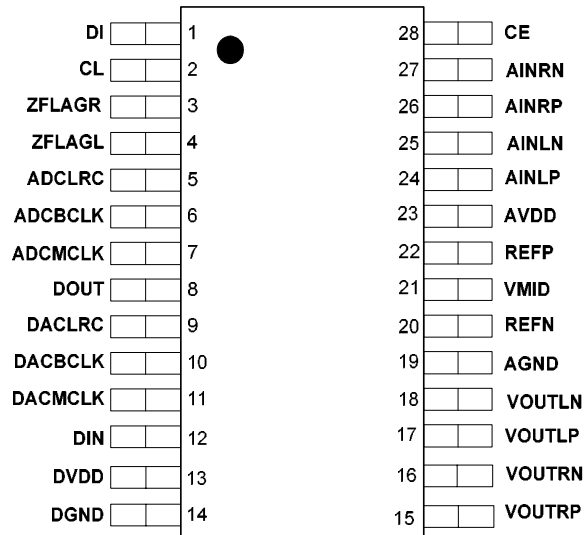 DI 1 28 CE
CL 2 27 AINRN
ZFLAGR 3 26 AINRP
ZFLAGL 4 25 AINLN
ADCLRC 5 24 AINLP
ADCBCLK 6 23 AVDD
ADCMCLK 7 22 REFP
DOUT 8 21 VMID
DACLRC 9 20 REFN
DACBCLK 10 19 AGND
DACMCLK 11 18 VOUTLN
DIN 12 17 VOUTLP
DVDD 13 16 VOUTRN
DGND 14 15 VOUTRP